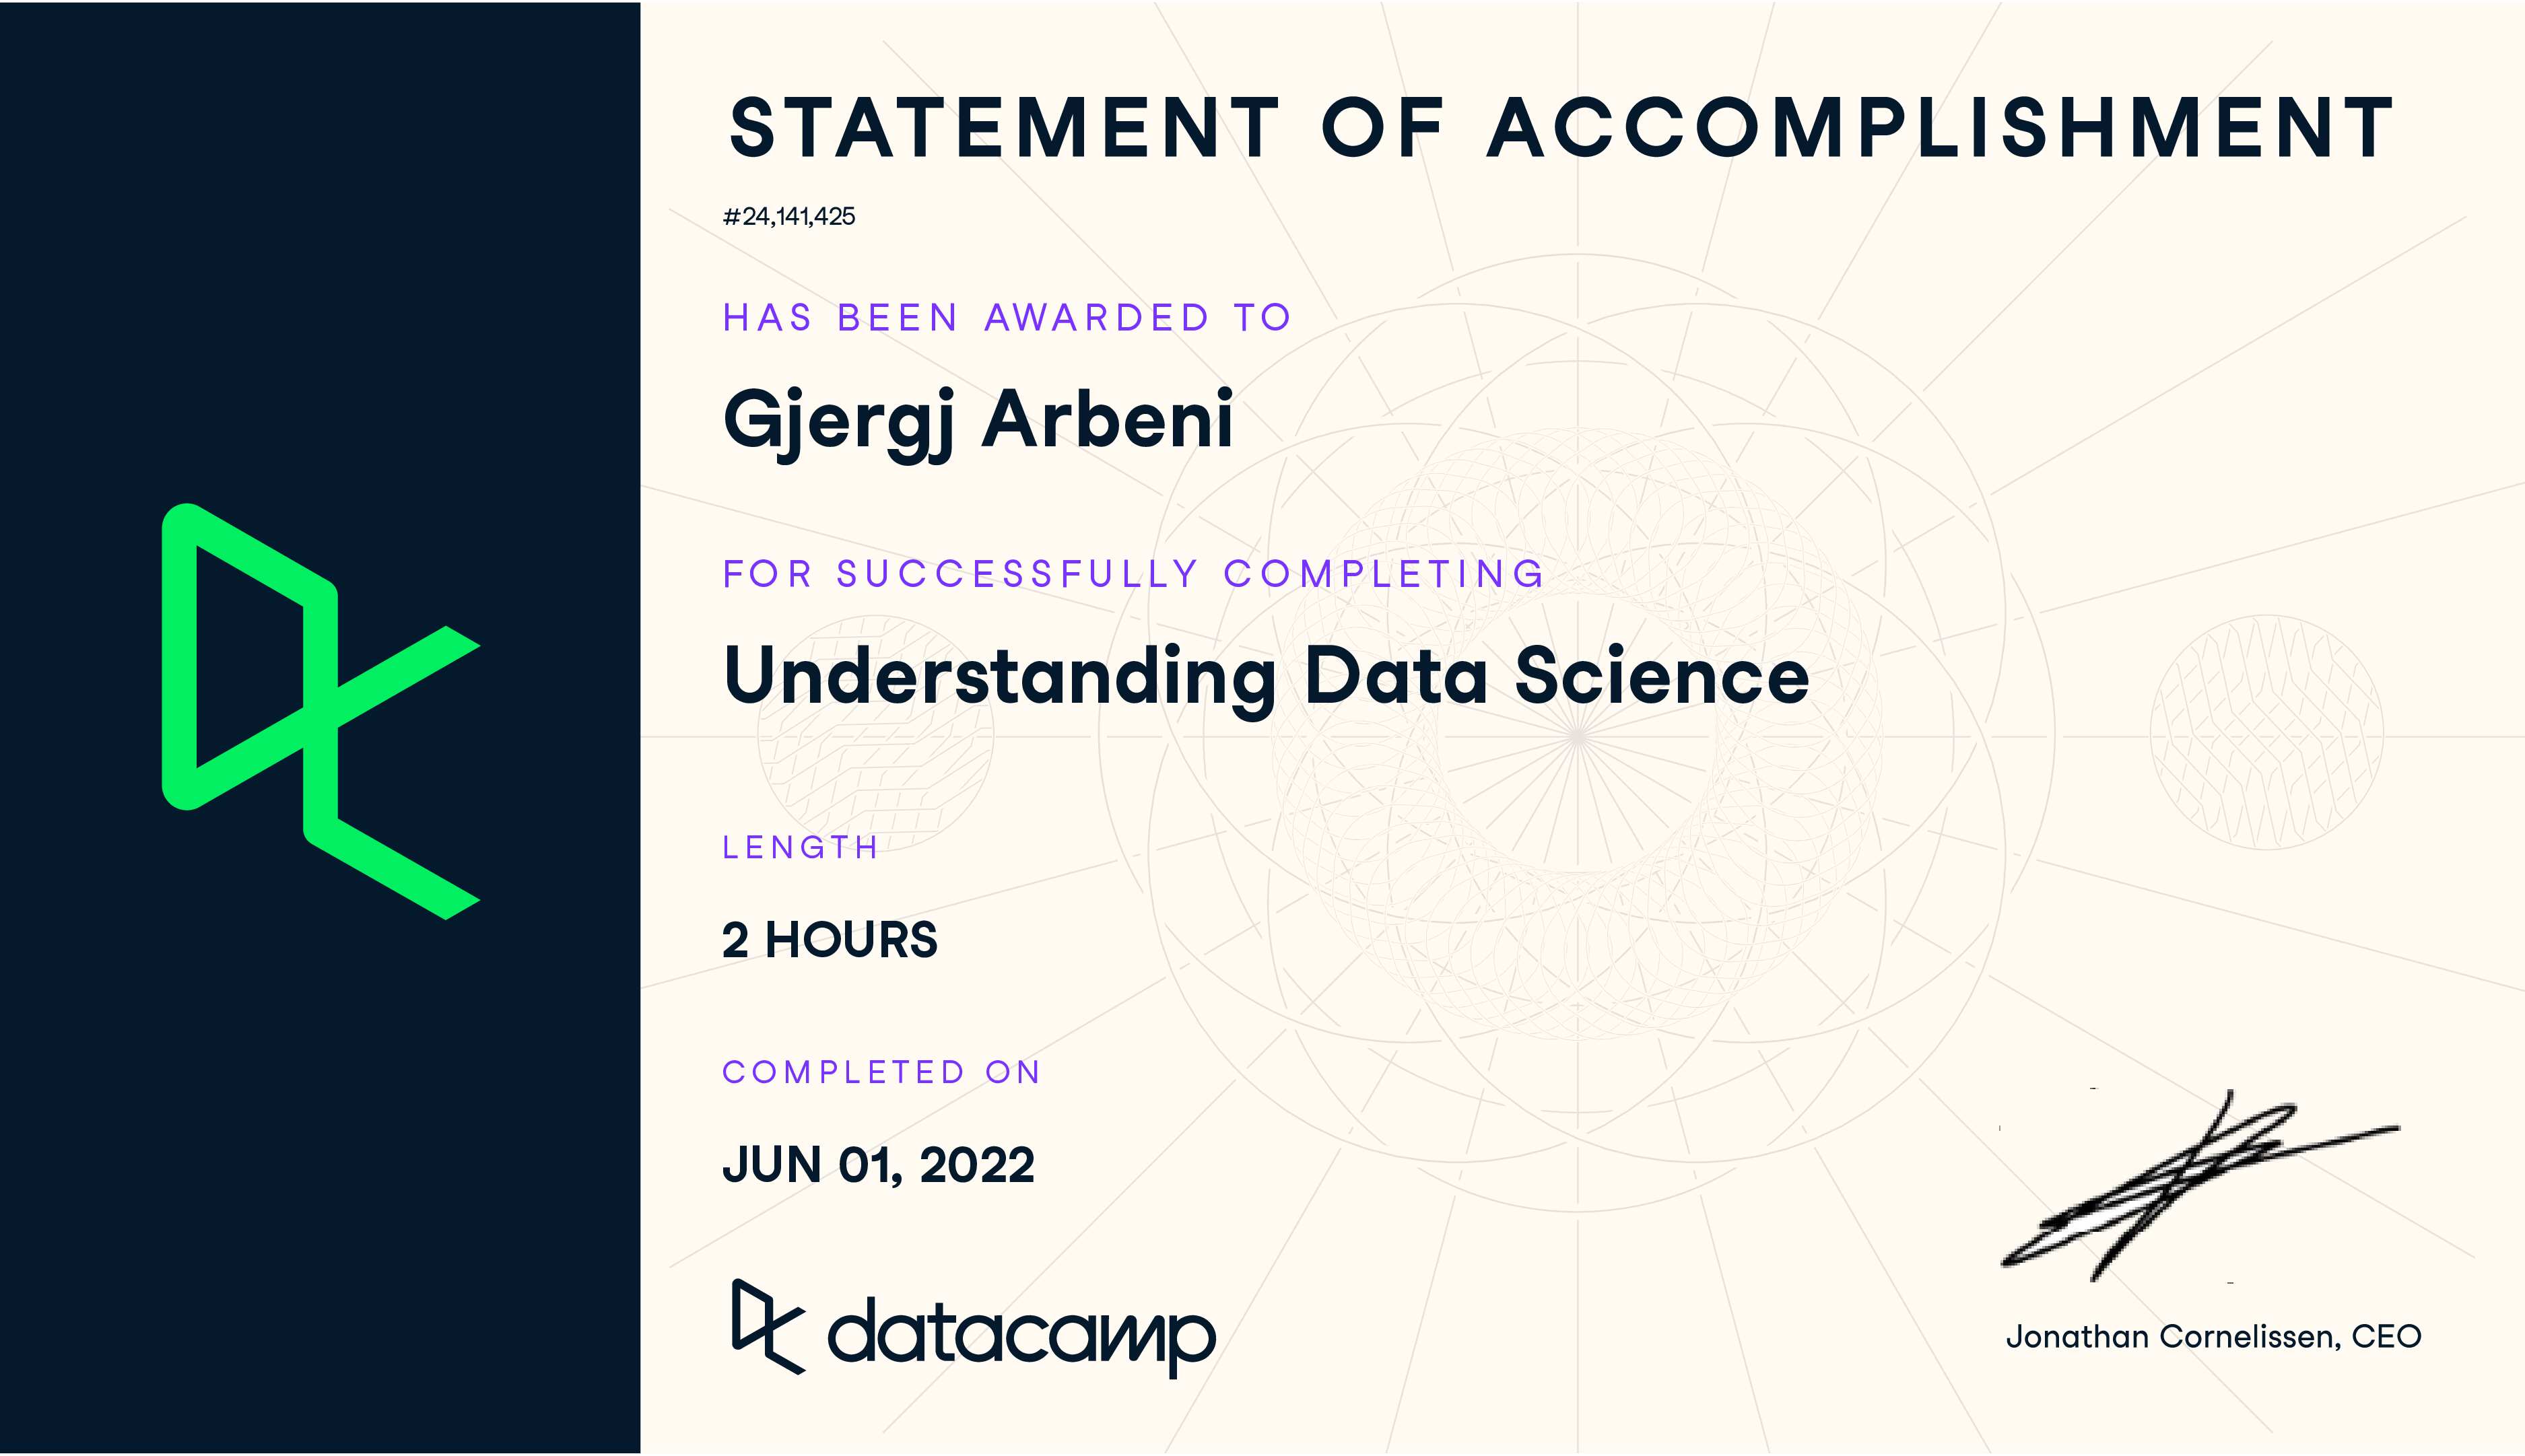 STATEMENT OF ACCOMPLISHMENT
#24,141,425
HAS BEEN AWARDED TO
Gjergj Arbeni
FOR SUCCESSFULLY COMPLETING
Understanding Data Science
LENGTH
2 HOURS
COMPLETED ON
JUN 01, 2022
datacamp
Jonathan Cornelissen, CEO